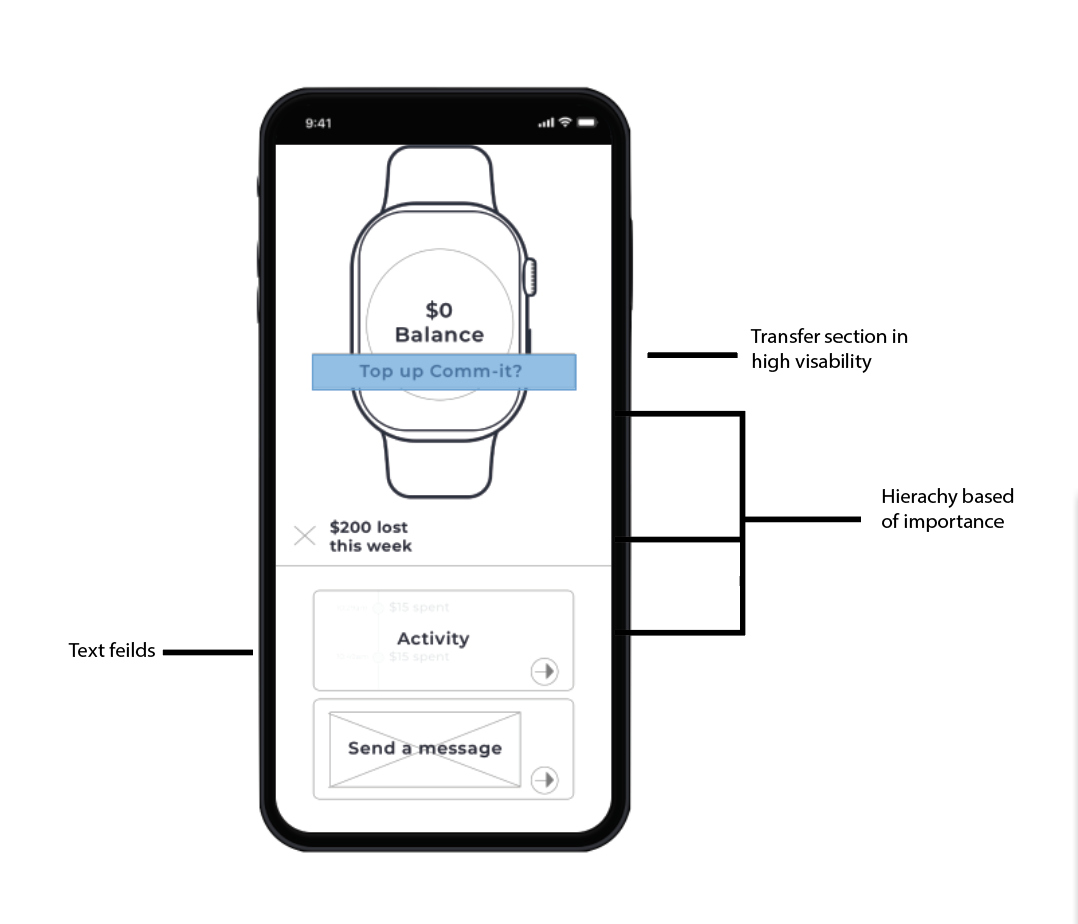 9:41
$0
Balance
Top up Comm-it?
Transfer section in
high visability
Hierachy based
of importance
$200 lost
this week
$15 spent
Activity
$15 spent
Text feilds
Send a message